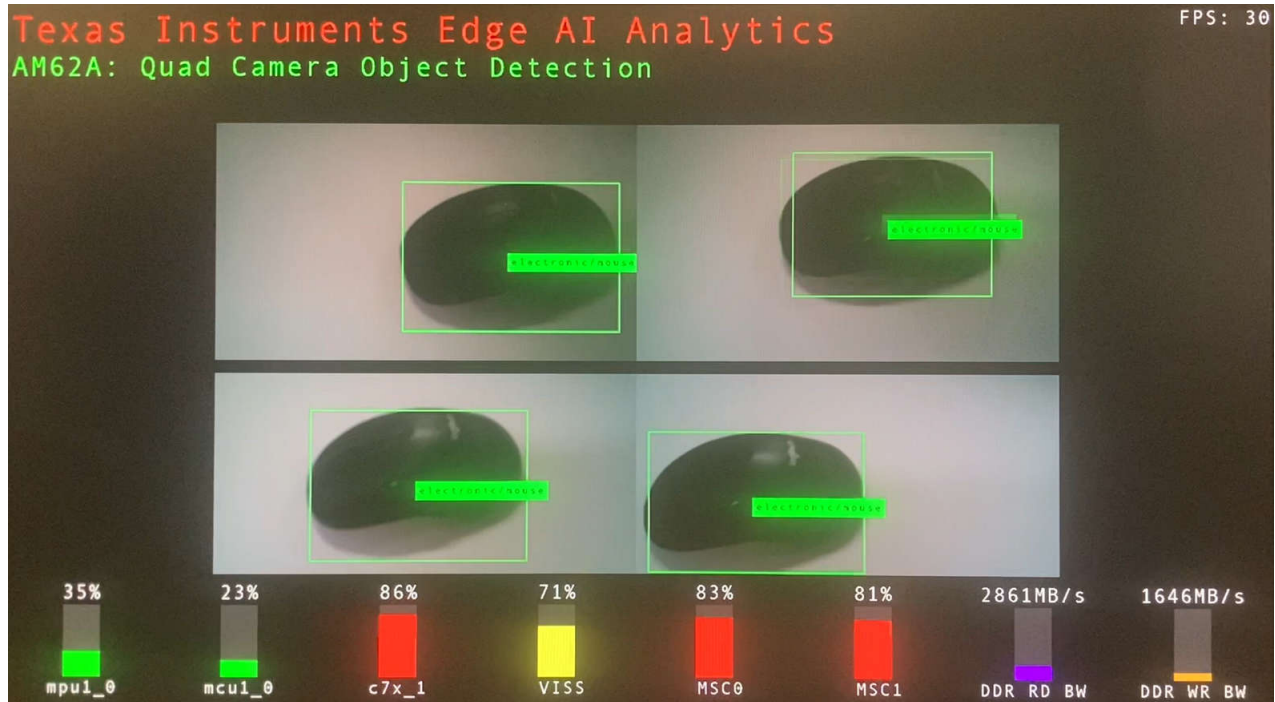 Texas Instruments Edge AI Analytics
FPS: 30
AM62A: Quad Camera Object Detection
electronic/mouse
electronic/mouse
electronic/mouse
electronic/mouse
35%
23%
86%
71%
83%
81%
2861MB/s
1646MB/s
mpu1_0
mcu1_0
c7x_1
VISS
MSC0
MSC1
DDR RD BW
DDR WR BW